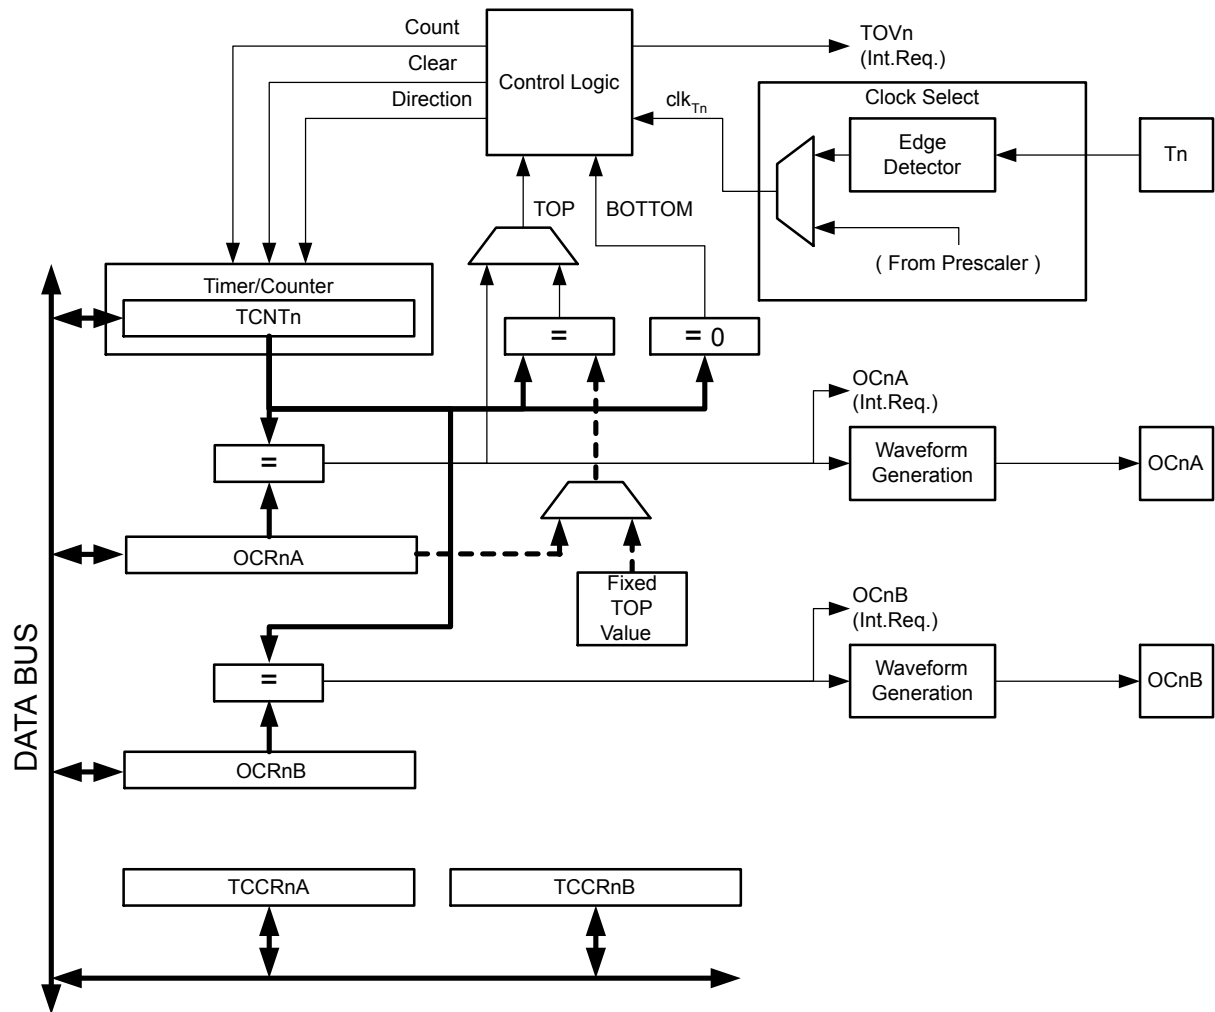 Count
Clear
Direction
Control Logic
TOVn
(Int.Req.)
clkTn
Clock Select
Edge
Detector
Tn
( From Prescaler )
TOP
BOTTOM
Timer/Counter
TCNTn
=
= 0
OCnA
(Int.Req.)
=
Waveform
Generation
OCnA
OCRnA
Fixed
TOP
Value
OCnB
(Int.Req.)
=
Waveform
Generation
OCnB
OCRnB
DATA BUS
TCCRnA
TCCRnB